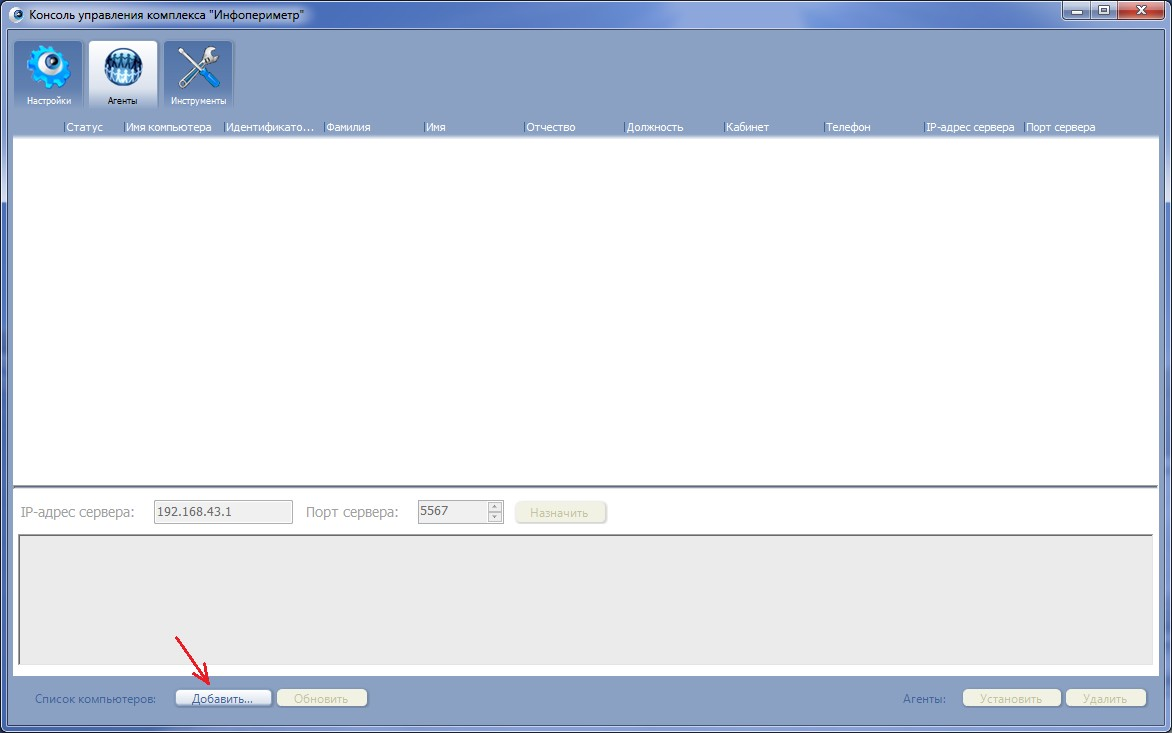 Консоль управления комплекса "Инфопериметр"
Настройки Агенты Инструменты
Статус Имя компьютера Идентификато... Фамилия Имя Отчество Должность Кабинет Телефон IP-адрес сервера Порт сервера
IP-адрес сервера: 192.168.43.1 Порт сервера: 5567 Назначить
Список компьютеров: Добавить... Обновить Агенты: Установить Удалить